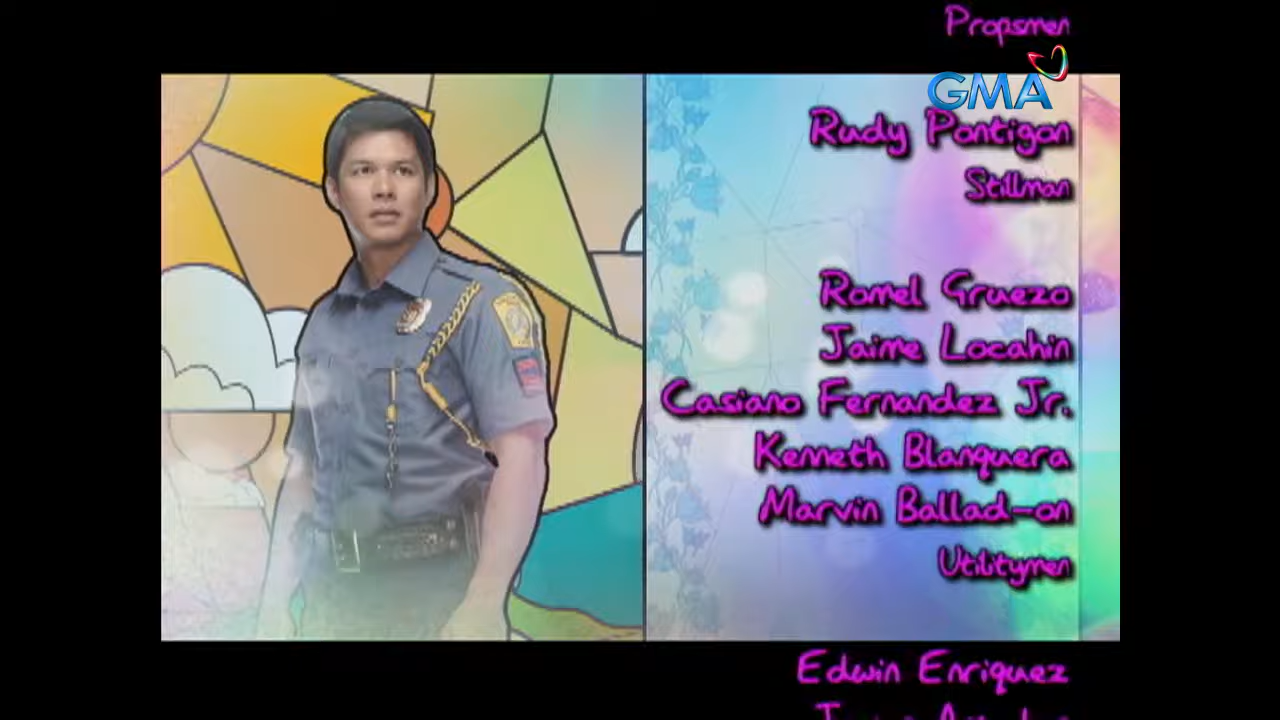 Propsmen
GMA
Rudy Pontigon
Stillman
Romel Gruezo
Jaime Locahin
Casiano Fernandez Jr.
Kenneth Blanquera
Marvin Ballad-on
Utilitymen
Edwin Enriquez